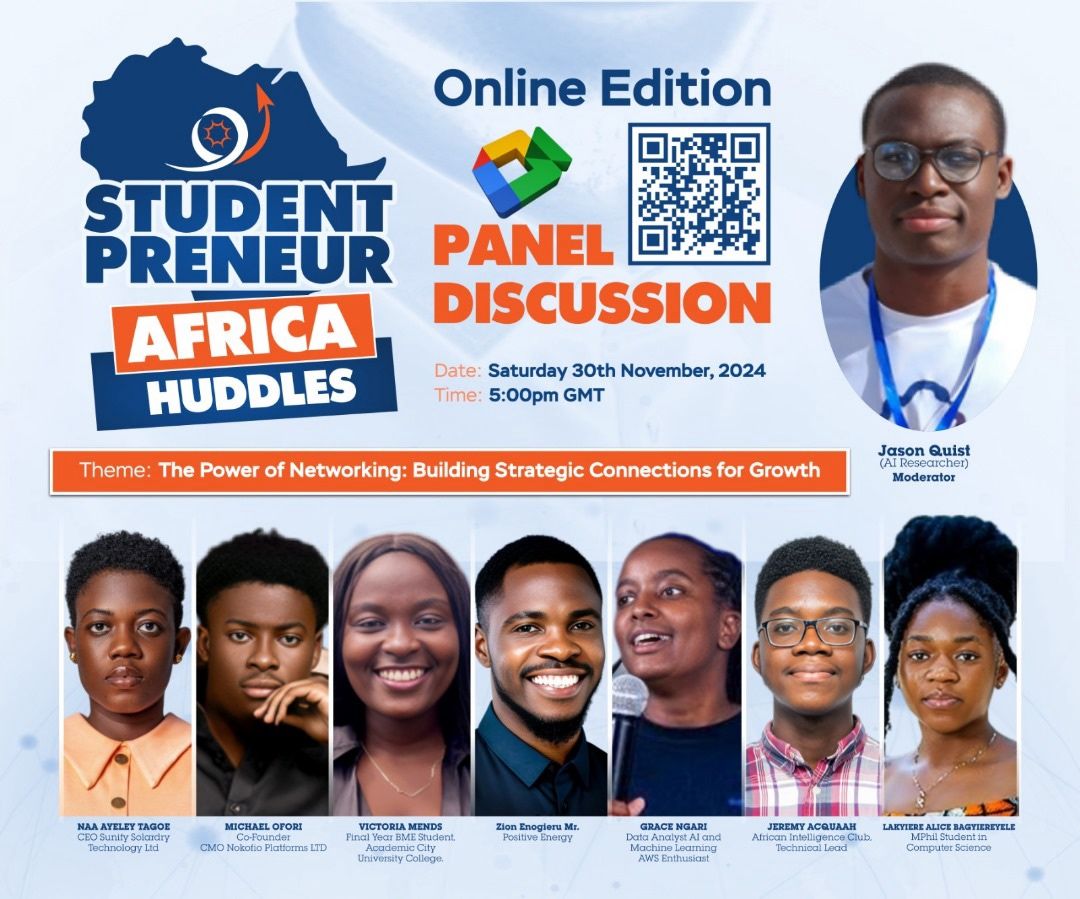 STUDENT
PRENEUR
AFRICA
HUDDLES
Online Edition
PANEL
DISCUSSION
Date: Saturday 30th November, 2024
Time: 5:00pm GMT
Jason Quist
(AI Researcher)
Moderator
Theme: The Power of Networking: Building Strategic Connections for Growth
NAA AYELEY TAGOE
CEO Sunify Solardry
Technology Ltd
MICHAEL OFORI
Co-Founder
CMO Nokofio Platforms LTD
VICTORIA MENDS
Final Year BME Student,
Academic City
University College.
Zion Enogieru Mr.
Positive Energy
GRACE NGARI
Data Analyst AI and
Machine Learning
AWS Enthusiast
JEREMY ACQUAAH
African Intelligence Club,
Technical Lead
LAKYIERE ALICE BAGYIEREYELE
MPhil Student in
Computer Science